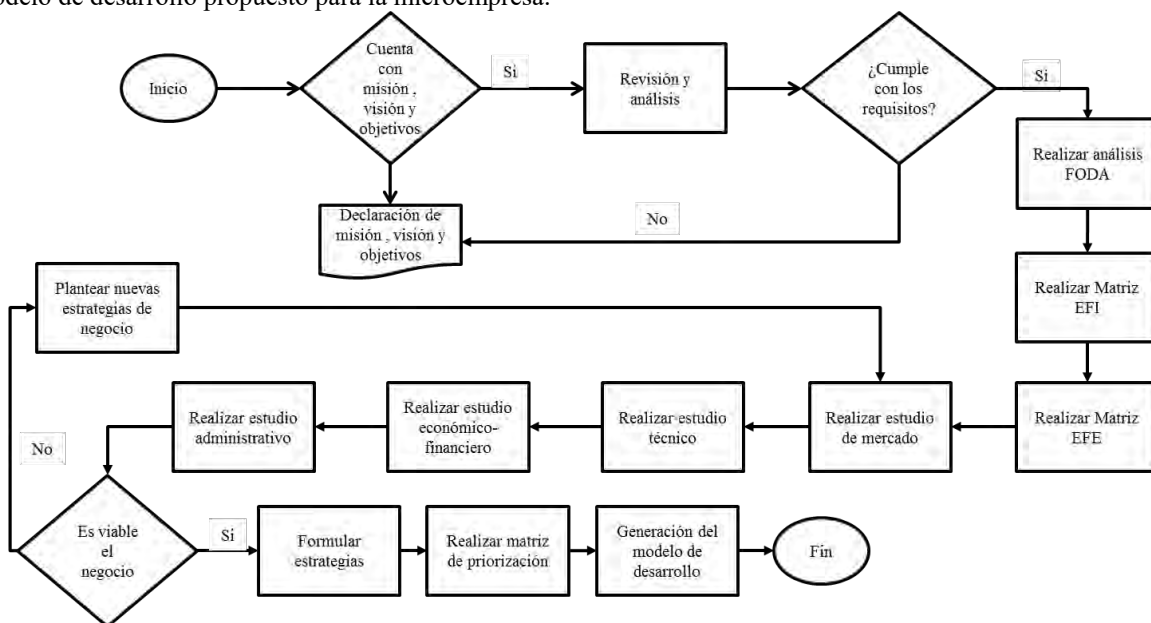 modelo de desarrollo propuesto para la microempresa.
Inicio
Cuenta
con
misión ,
visión y
objetivos
Si
Revisión y
análisis
¿Cumple
con los
requisitos?
Si
Realizar análisis
FODA
No
Declaración de
misión , visión y
objetivos
Realizar Matriz
EFI
Plantear nuevas
estrategias de
negocio
Realizar estudio
administrativo
Realizar estudio
económico-
financiero
Realizar estudio
técnico
Realizar estudio
de mercado
Realizar Matriz
EFE
No
Es viable
el
negocio
Si
Formular
estrategias
Realizar matriz
de priorización
Generación del
modelo de
desarrollo
Fin